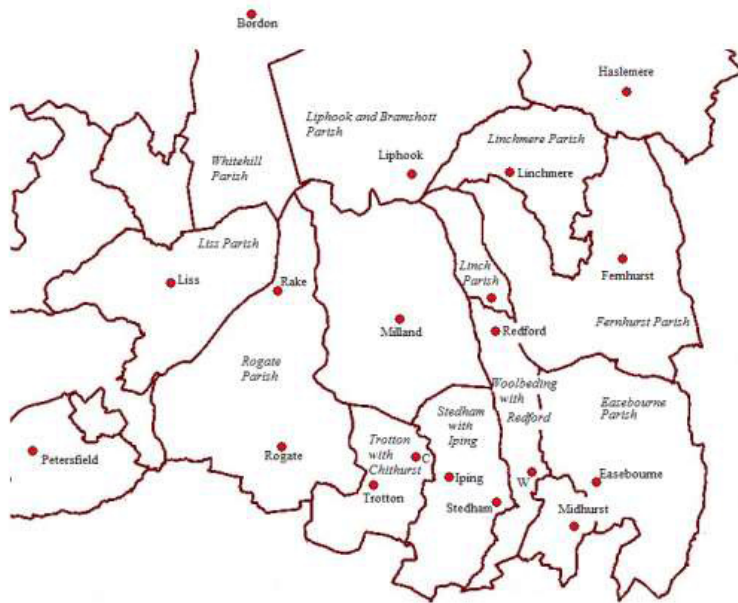 Bordon
Haslemere
Liphook and Bramshott
Parish
Linchmere Parish
Whitehill
Parish
Liphook
Linchmere
Liss Parish
Linch
Parish
Fernhurst
Liss
Rake
Milland
Redford
Fernhurst Parish
Rogate
Parish
Woolbeding
with
Redford
Easebourne
Parish
Stedham
with
Iping
Trotton
with
Chithurst
Petersfield
Rogate
C
Trotton
Iping
W
Easebourne
Stedham
Midhurst